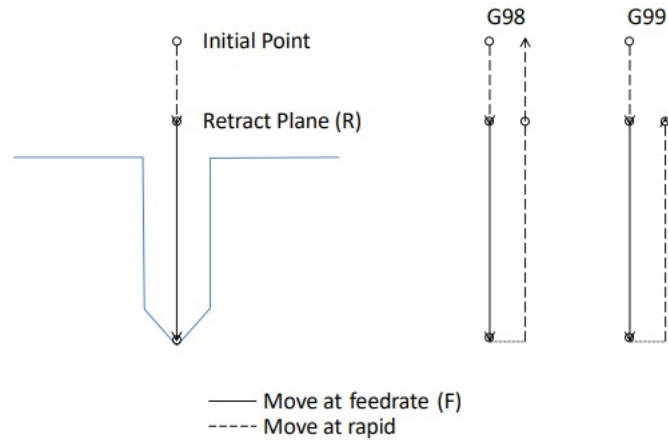 G98
G99
Initial Point
Retract Plane (R)
Move at feedrate (F)
Move at rapid